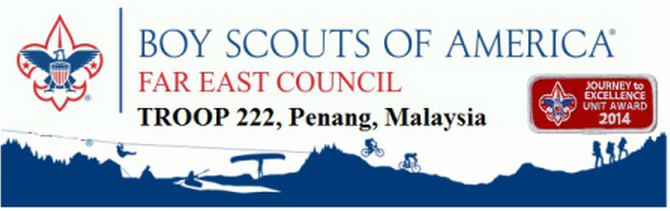 BOY SCOUTS OF AMERICA®
FAR EAST COUNCIL
TROOP 222, Penang, Malaysia
JOURNEY to
EXCELLENCE
UNIT AWARD
2014